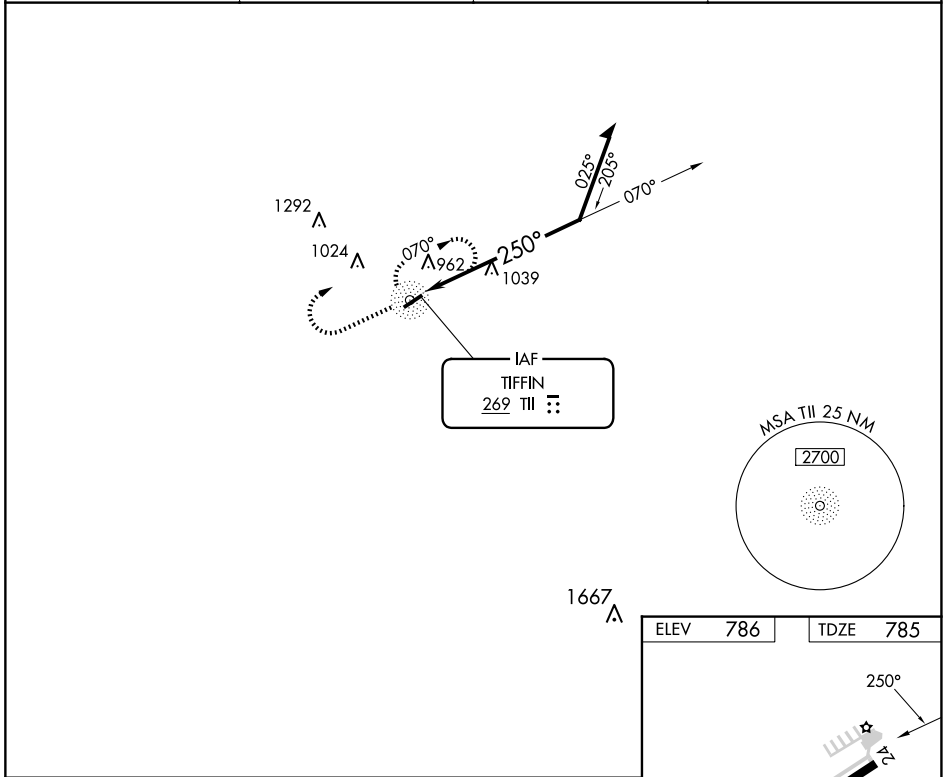 025°
205°
070°
1292
1024
070°
962
250°
1039
IAF
TIFFIN
269 TII
MSA TII 25 NM
2700
1667
ELEV 786
TDZE 785
250°
24